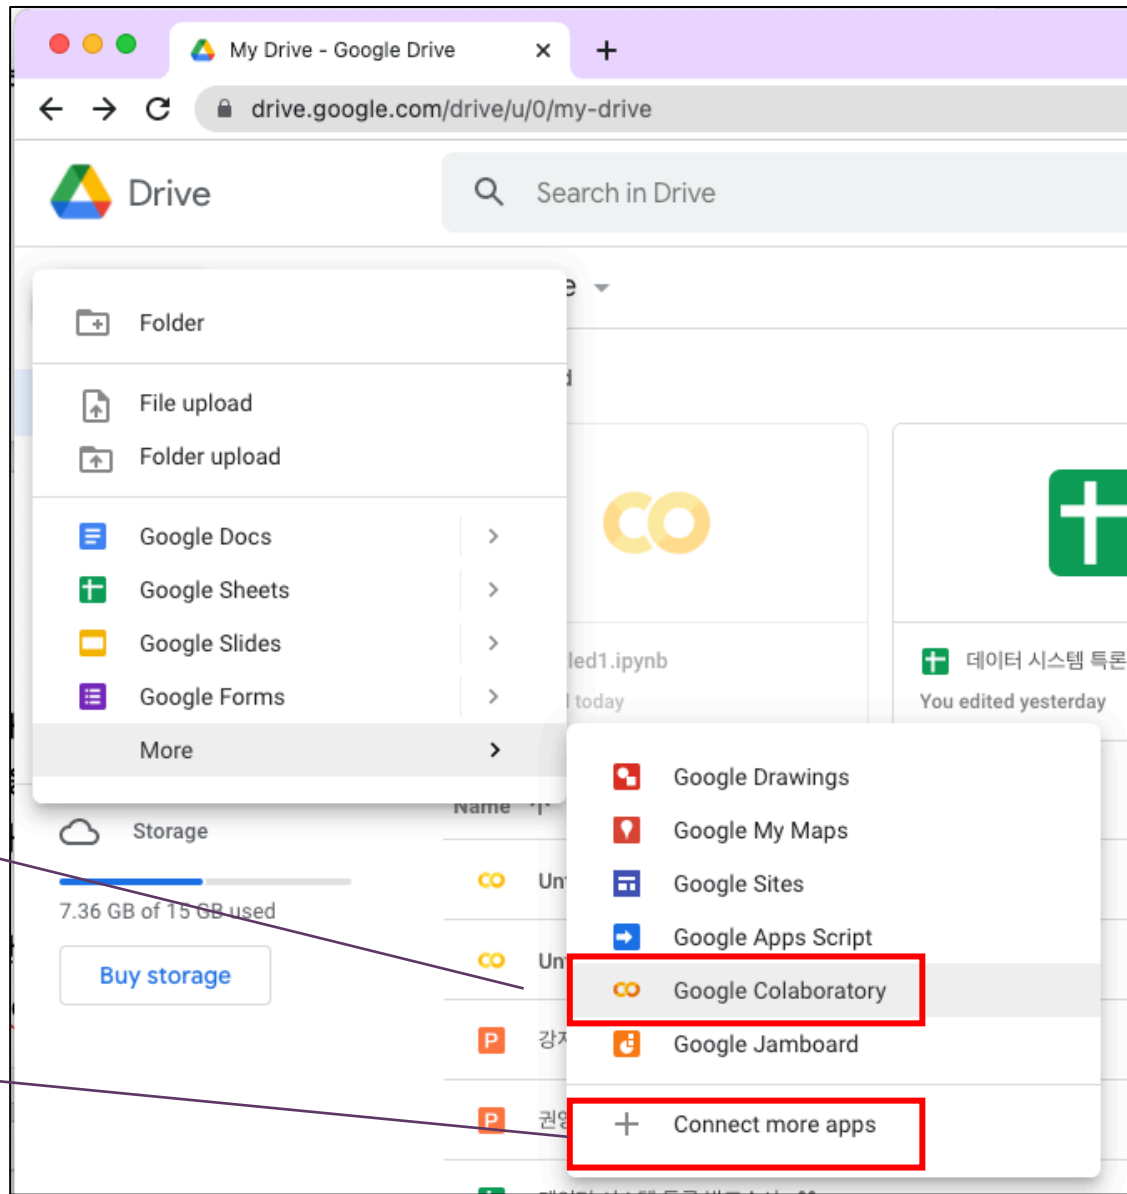 My Drive - Google Drive
drive.google.com/drive/u/0/my-drive
Drive
Search in Drive
Folder
File upload
Folder upload
Google Docs
Google Sheets
Google Slides
Google Forms
More
led1.ipynb
today
데이터 시스템 특론
You edited yesterday
Name
Storage
7.36 GB of 15 GB used
Buy storage
Google Drawings
Google My Maps
Google Sites
Google Apps Script
Google Colaboratory
Google Jamboard
Connect more apps